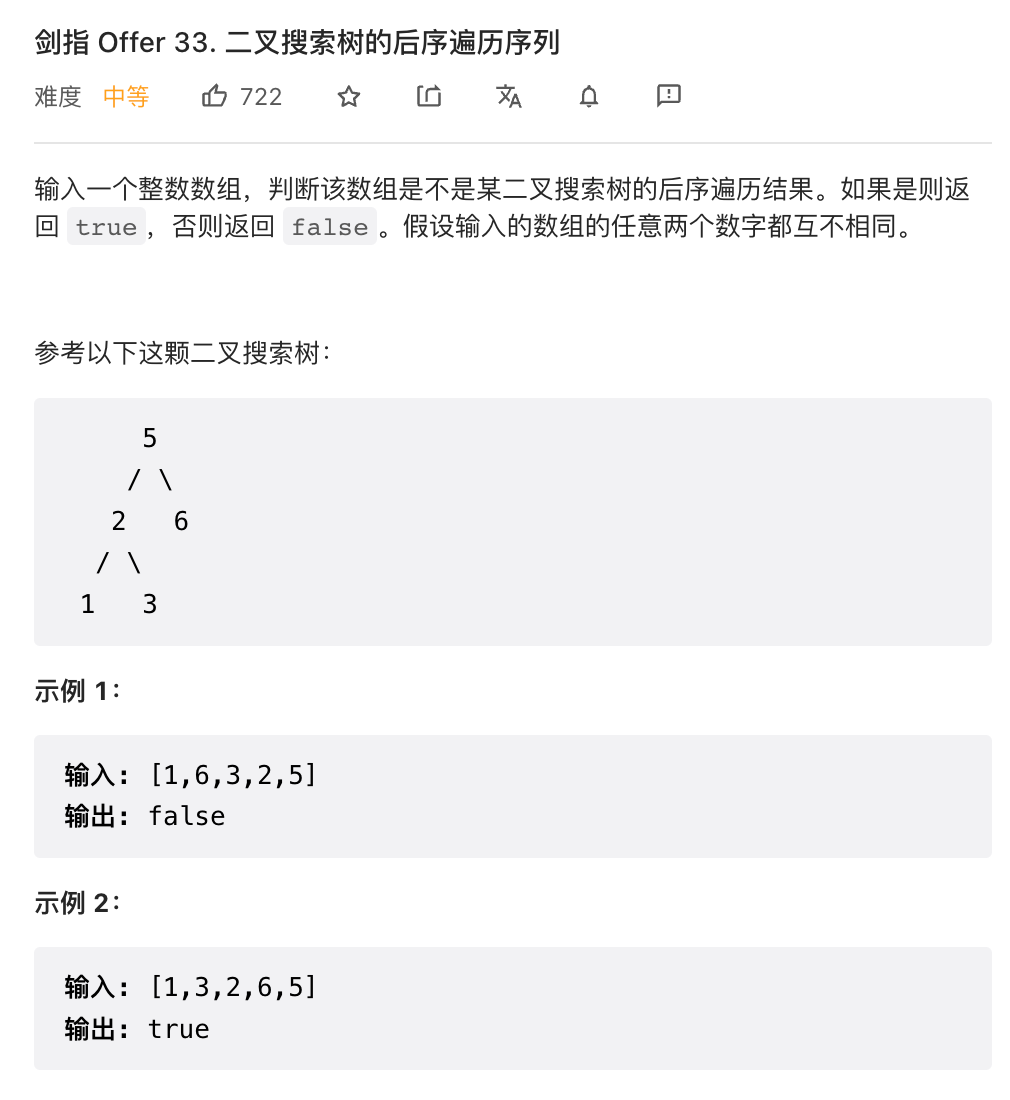 剑指 Offer 33. 二叉搜索树的后序遍历序列
难度 中等 722
输入一个整数数组，判断该数组是不是某二叉搜索树的后序遍历结果。如果是则返
回 true，否则返回 false。假设输入的数组的任意两个数字都互不相同。
参考以下这颗二叉搜索树：
5
/ \
2 6
/ \
1 3
示例 1：
输入: [1,6,3,2,5]
输出: false
示例 2：
输入: [1,3,2,6,5]
输出: true